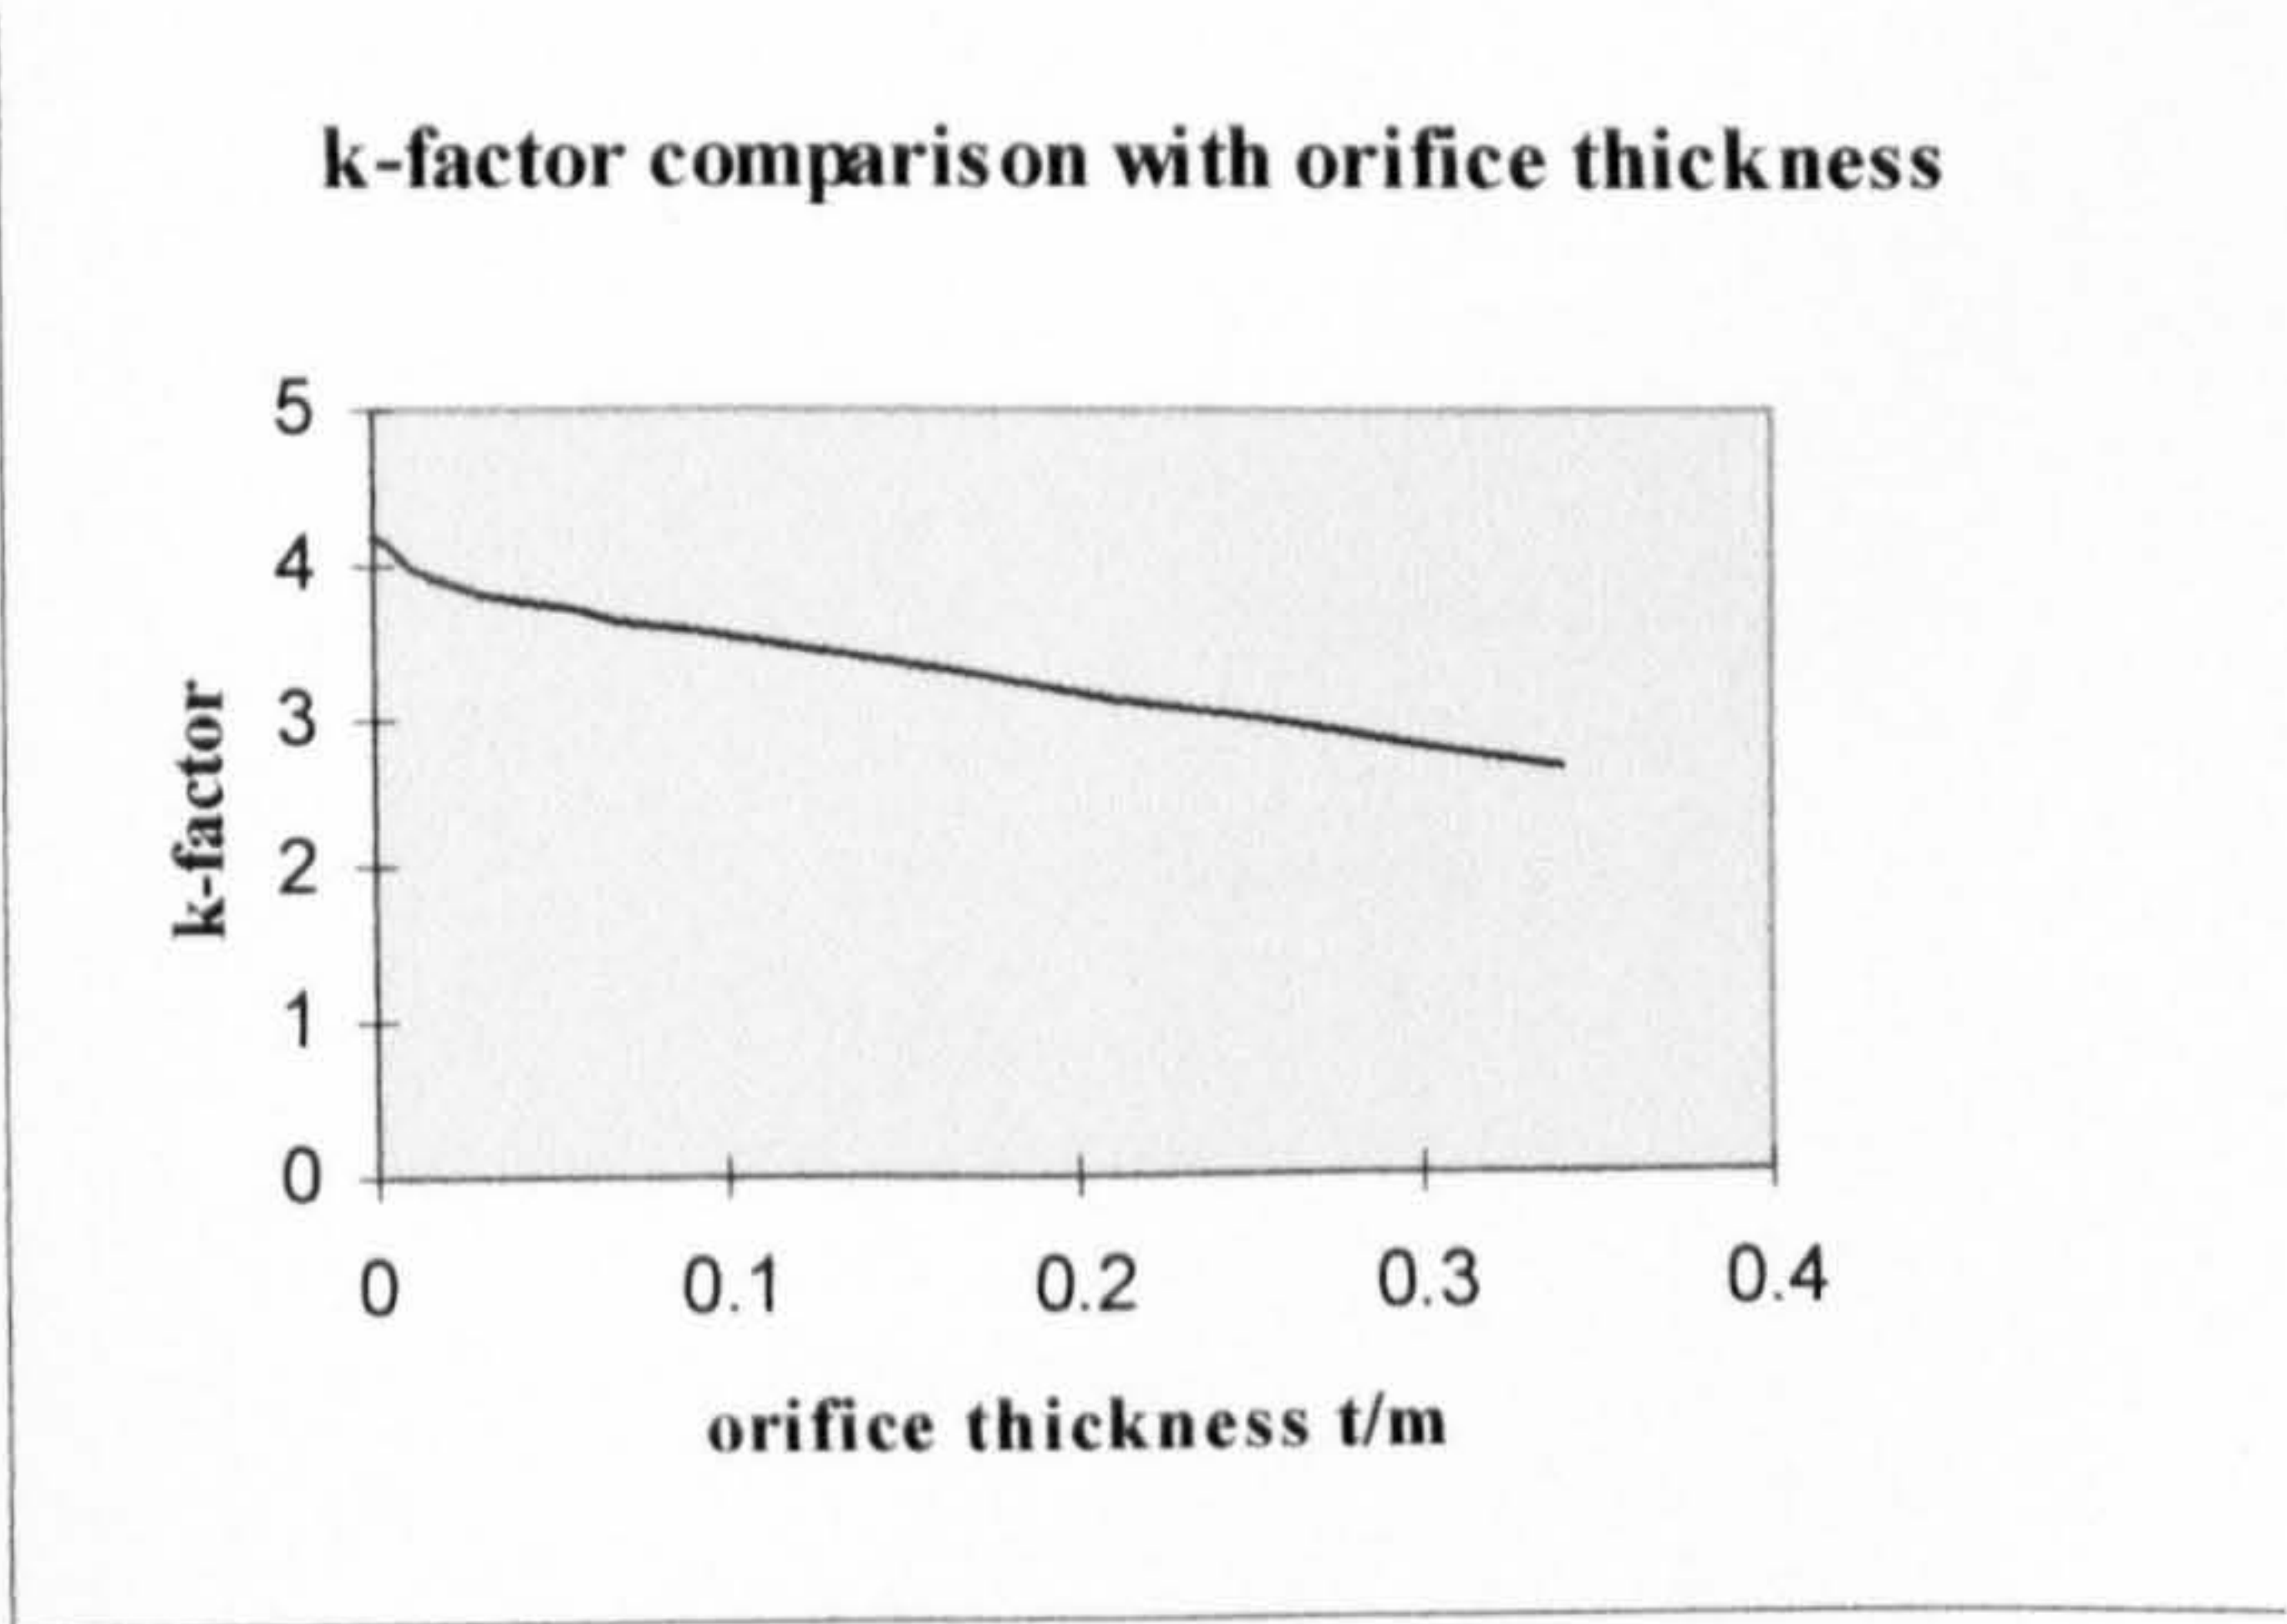 k-factor comparison with orifice thickness
5
4
3
2
1
0
k-factor
0 0.1 0.2 0.3 0.4
orifice thickness t/m